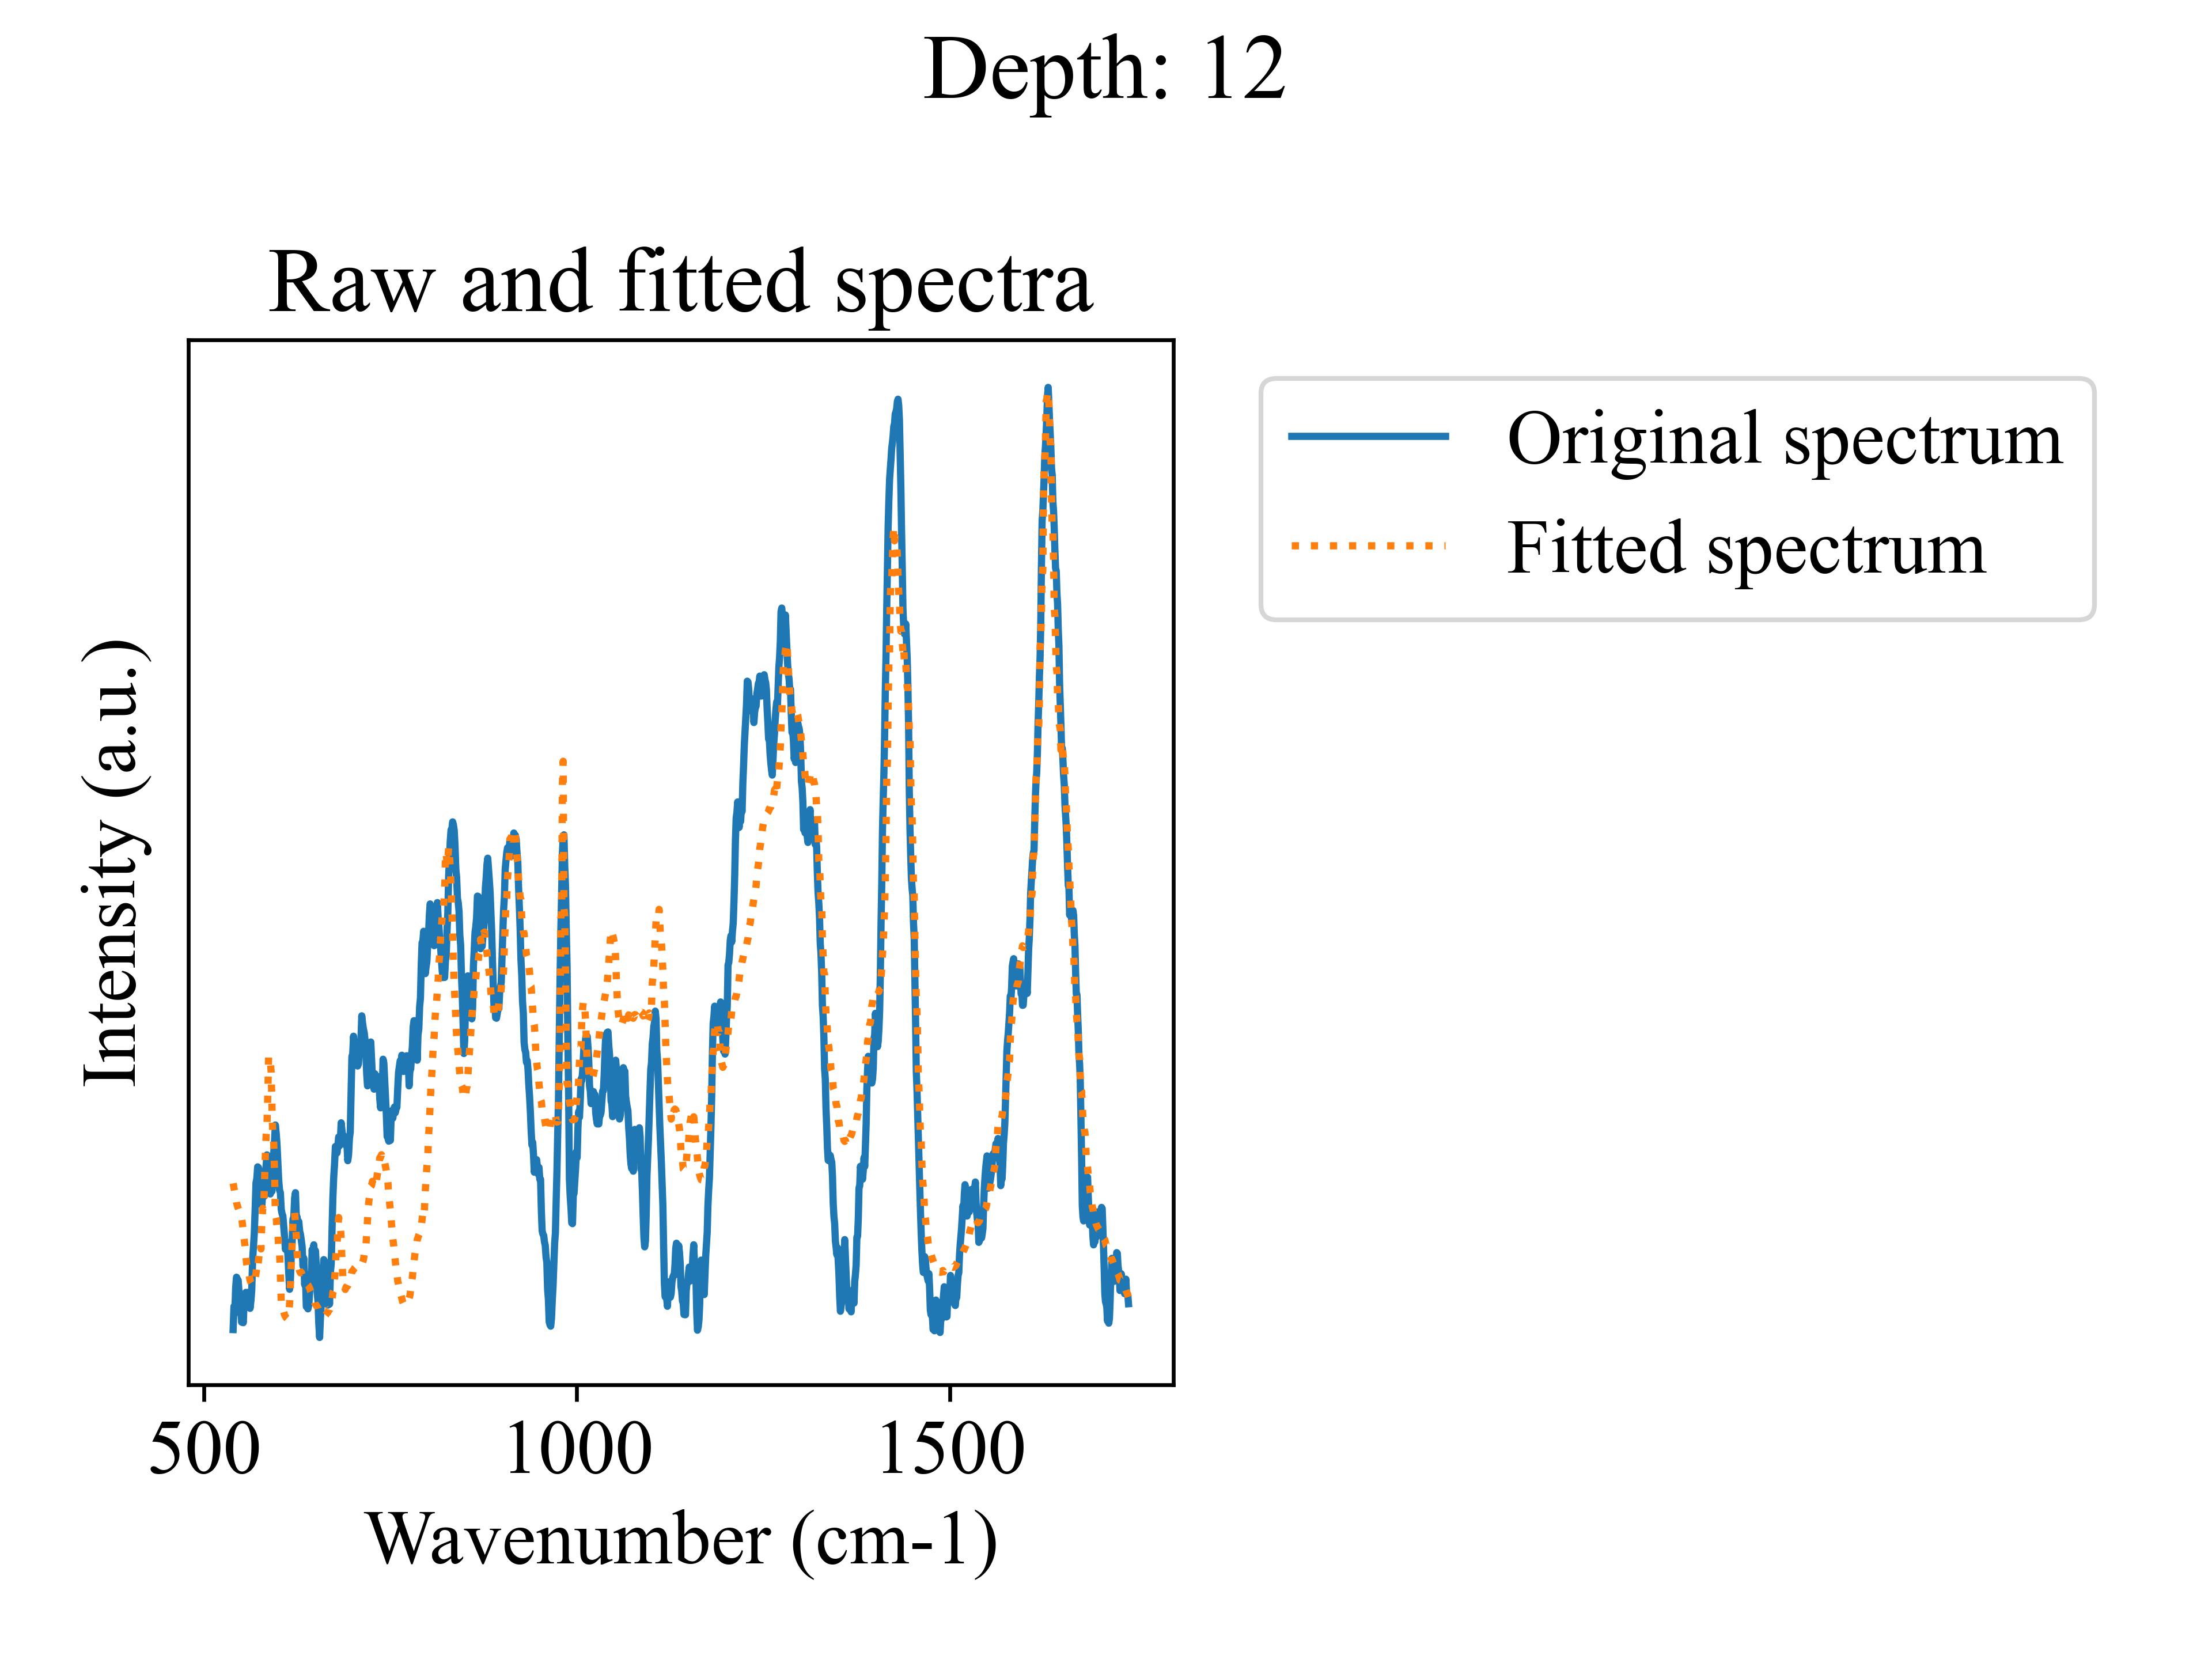 Depth: 12
Raw and fitted spectra
Original spectrum
Fitted spectrum
Intensity (a.u.)
500 1000 1500
Wavenumber (cm-1)